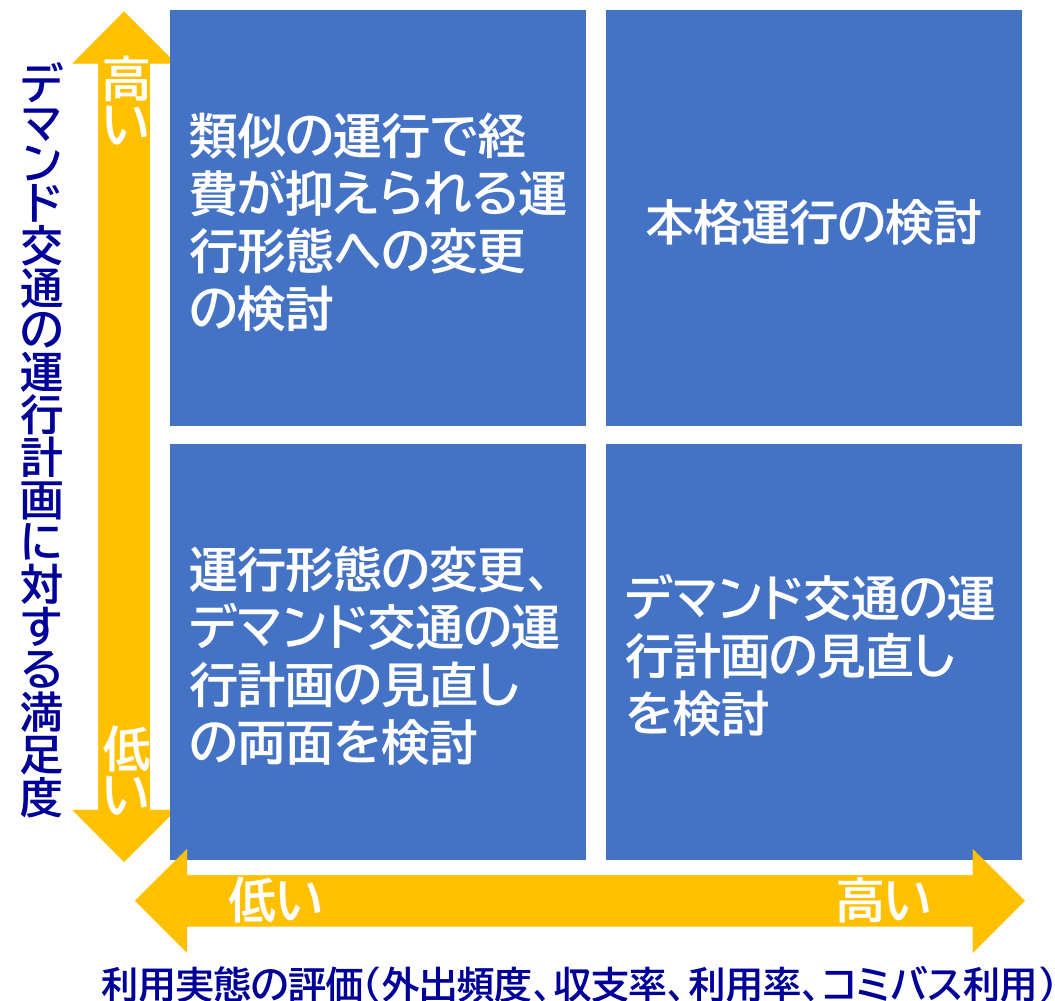 デマンド交通の運行計画に対する満足度
高い
低い
類似の運行で経
費が抑えられる運
行形態への変更
の検討
本格運行の検討
運行形態の変更、
デマンド交通の運
行計画の見直し
の両面を検討
デマンド交通の運
行計画の見直し
を検討
低い
高い
利用実態の評価(外出頻度、収支率、利用率、コミバス利用)